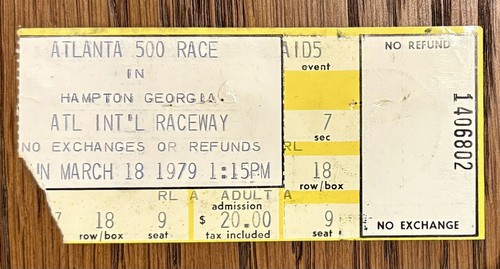 ATLANTA 500 RACE
IN
HAMPTON GEORGIA.
ATL INT'L RACEWAY
NO EXCHANGES OR REFUNDS
UN MARCH 18 1979 1:15PM
RL A ADULT A
18 9 admission $ 20.00 tax included
row/box seat
AID5
event
7
sec
18
row/box
9
seat
NO REFUND
1406802
NO EXCHANGE